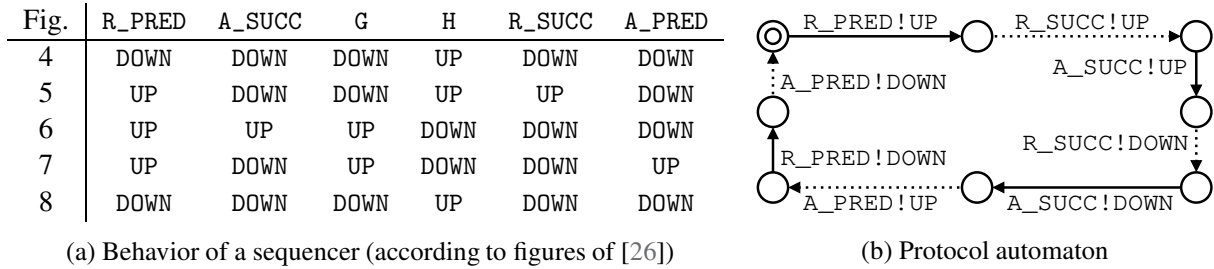 Fig. R_PRED A_SUCC G H R_SUCC A_PRED
4 DOWN DOWN DOWN UP DOWN DOWN
5 UP DOWN DOWN UP UP DOWN
6 UP UP UP DOWN DOWN DOWN
7 UP DOWN UP DOWN DOWN UP
8 DOWN DOWN DOWN UP DOWN DOWN
(a) Behavior of a sequencer (according to figures of [26])
R_PRED!UP R_SUCC!UP
A_SUCC!UP
A_PRED!DOWN
R_SUCC!DOWN
R_PRED!DOWN
A_PRED!UP A_SUCC!DOWN
(b) Protocol automaton